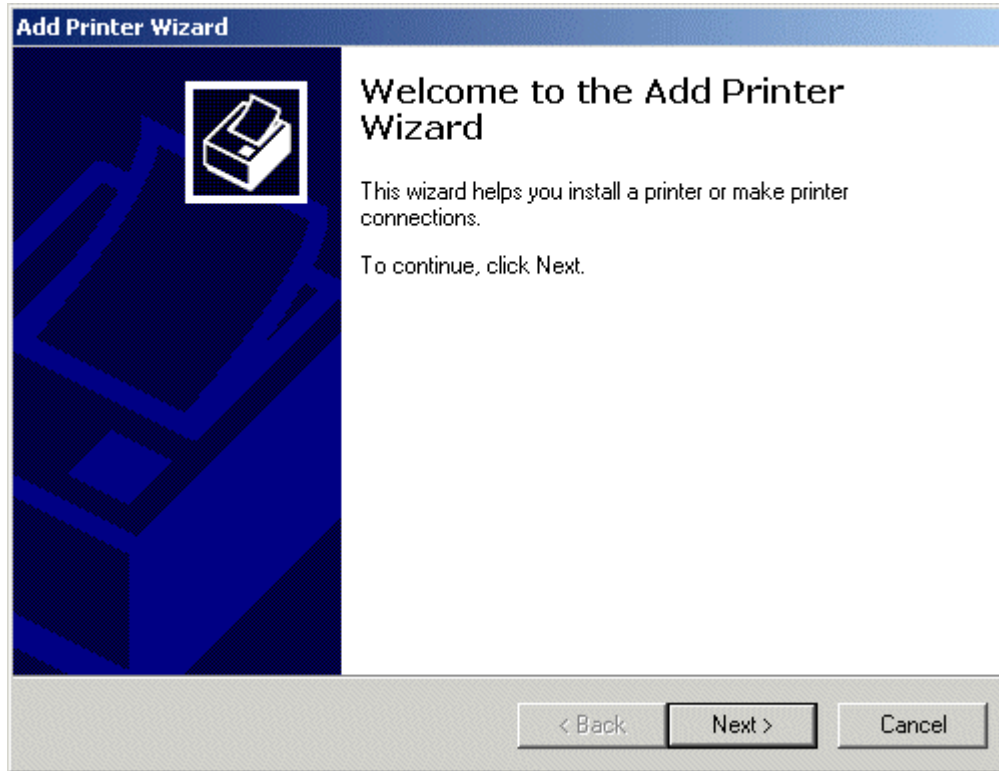 Add Printer Wizard
Welcome to the Add Printer
Wizard
This wizard helps you install a printer or make printer
connections.
To continue, click Next.
< Back
Next >
Cancel